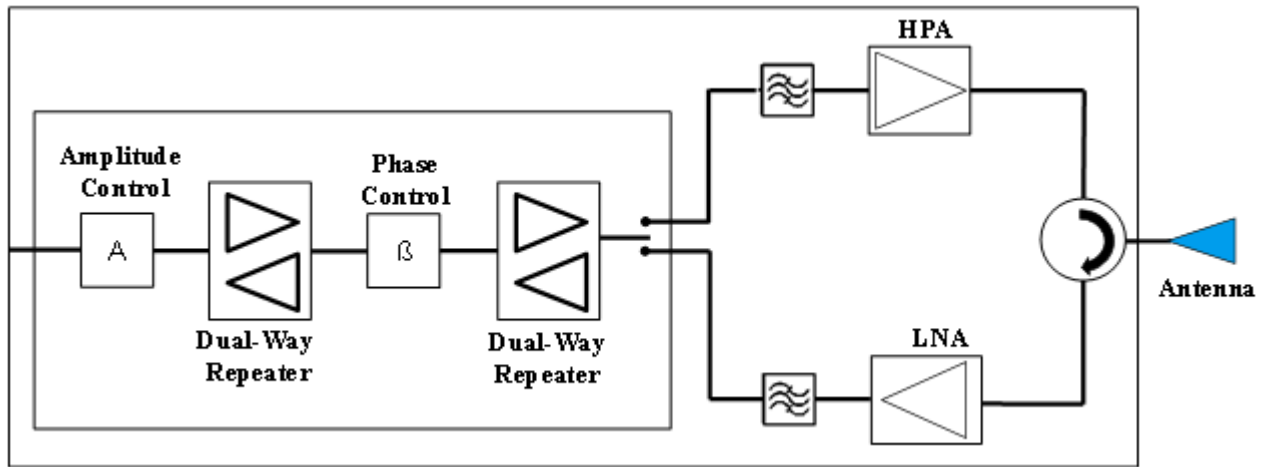 HPA
Amplitude
Control
Phase
Control
A
ß
Dual-Way
Repeater
Dual-Way
Repeater
LNA
Antenna